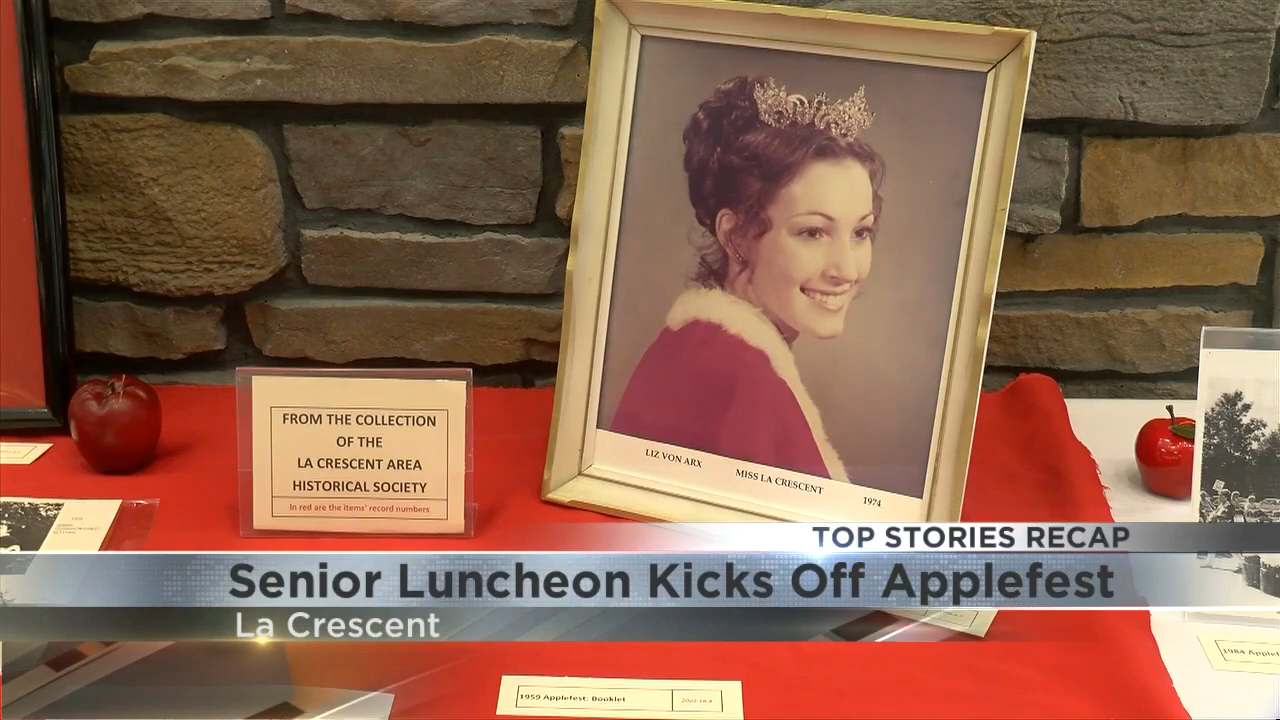 FROM THE COLLECTION
OF THE
LA CRESCENT AREA
HISTORICAL SOCIETY
In red are the items' record numbers
LIZ VON ARX MISS LA CRESCENT 1974
TOP STORIES RECAP
Senior Luncheon Kicks Off Applefest
La Crescent
1984
1959 Applefest: Booklet